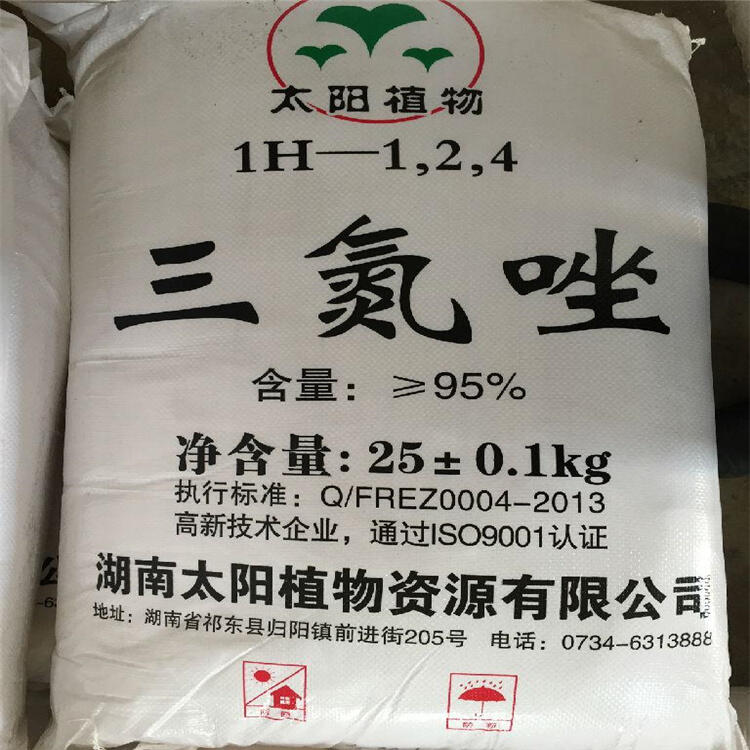 太阳植物
1H—1,2,4
三氮唑
含量：≥95%
净含量：25±0.1kg
执行标准：Q/FREZ0004-2013
高新技术企业，通过ISO9001认证
湖南太阳植物资源有限公司
地址：湖南省祁东县归阳镇前进街205号 电话：0734-6313888